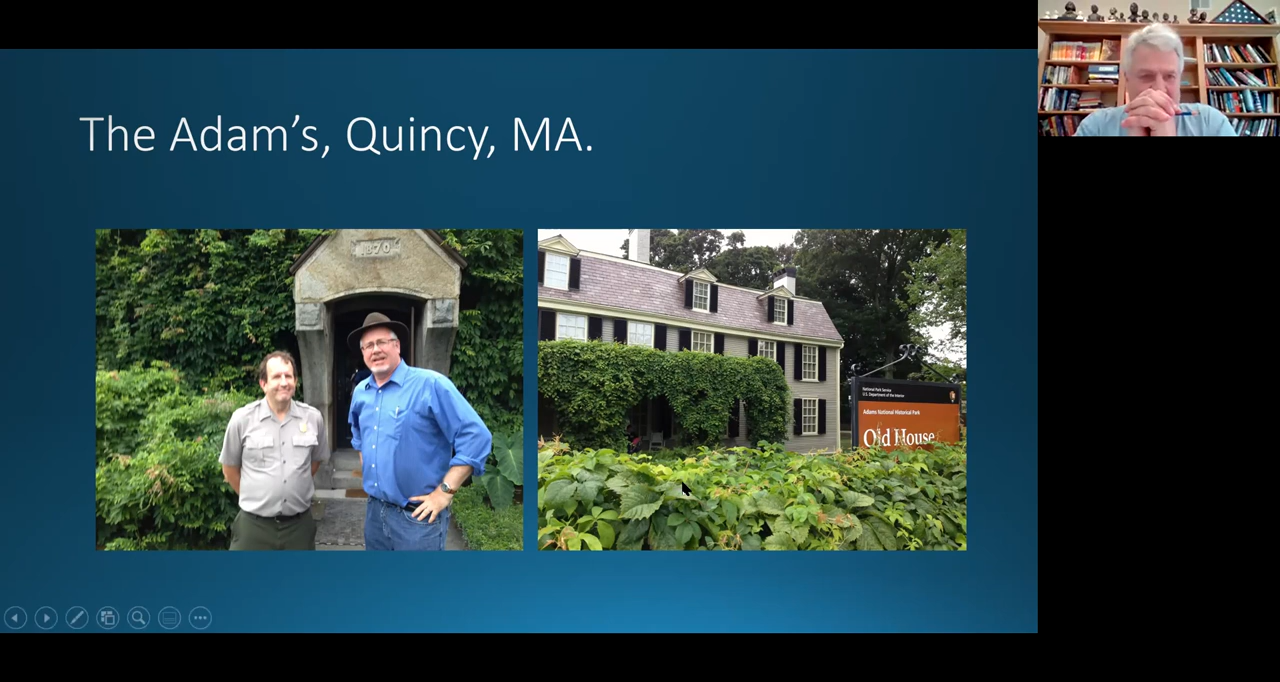 The Adam’s, Quincy, MA.
1870
National Park Service
U.S. Department of the Interior
Adams National Historical Park
Old House